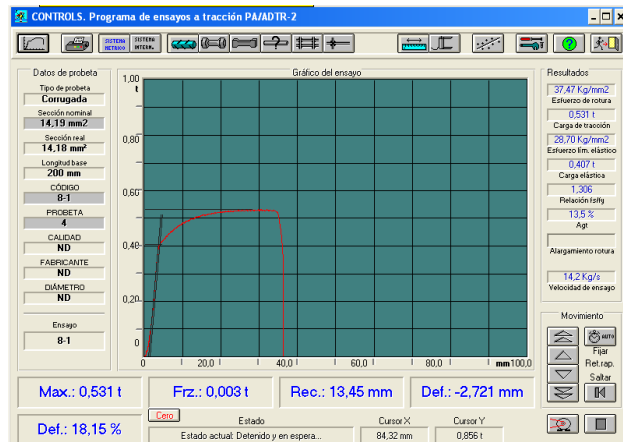 CONTROLS. Programa de ensayos a tracción PA/ADTR-2
SISTEMA METRICO
SISTEMA INTERN.
Datos de probeta
Tipo de probeta
Corrugada
Sección nominal
14,19 mm2
Sección real
14,18 mm²
Longitud base
200 mm
CÓDIGO
8-1
PROBETA
4
CALIDAD
ND
FABRICANTE
ND
DIÁMETRO
ND
Ensayo
8-1
Gráfico del ensayo
1,00
t
0,80
0,60
0,40
0,20
0
0 20,0 40,0 60,0 80,0 mm 100,0
Resultados
37,47 Kg/mm2
Esfuerzo de rotura
0,531 t
Carga de tracción
28,70 Kg/mm2
Esfuerzo lím. elástico
0,407 t
Carga elástica
1,306
Relación fs/fy
13,5 %
Agt
Alargamiento rotura
14,2 Kg/s
Velocidad de ensayo
Movimiento
AUTO
Fijar
Ret.rap.
Saltar
Max.: 0,531 t
Frz.: 0,003 t
Rec.: 13,45 mm
Def.: -2,721 mm
Def.: 18,15 %
Cero
Estado
Cursor X
Cursor Y
Estado actual: Detenido y en espera...
84,32 mm
0,856 t